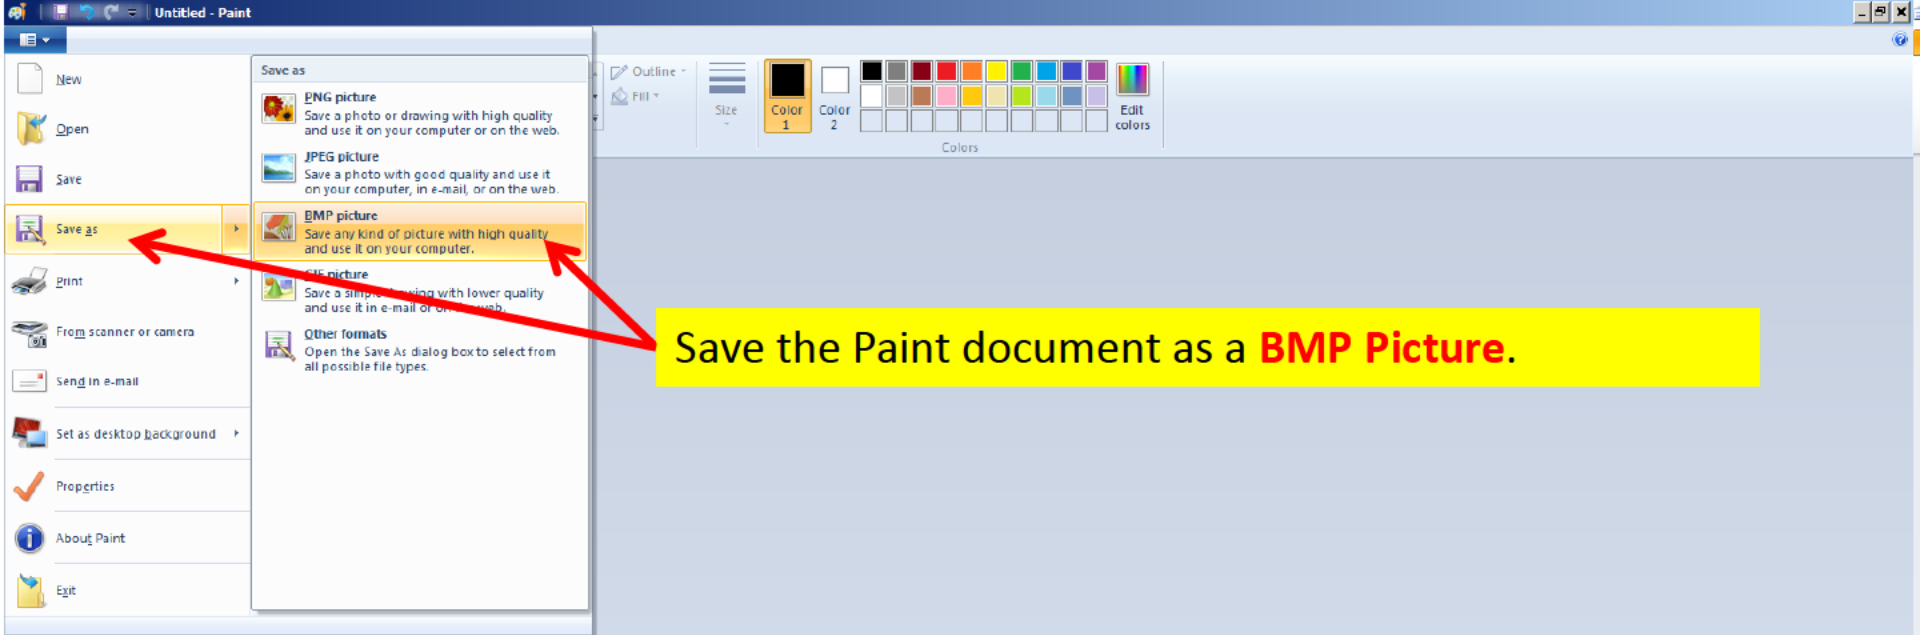 Untitled - Paint
New
Open
Save
Save as
Print
From scanner or camera
Send in e-mail
Set as desktop background
Properties
About Paint
Exit
Save as
PNG picture
Save a photo or drawing with high quality
and use it on your computer or on the web.
JPEG picture
Save a photo with good quality and use it
on your computer, in e-mail, or on the web.
BMP picture
Save any kind of picture with high quality
and use it on your computer.
picture
Save a simple drawing with lower quality
and use it in e-mail or on the web.
Other formats
Open the Save As dialog box to select from
all possible file types.
Outline
Fill
Size
Color
1
Color
2
Edit
colors
Colors
Save the Paint document as a BMP Picture.